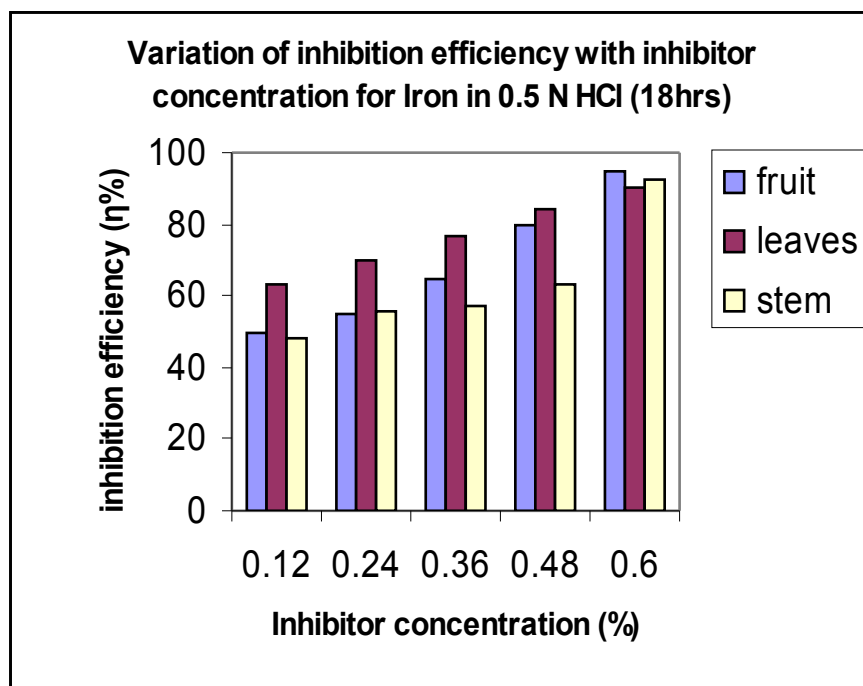 Variation of inhibition efficiency with inhibitor
concentration for Iron in 0.5 N HCl (18hrs)
inhibition efficiency (η%)
100
80
60
40
20
0
0.12 0.24 0.36 0.48 0.6
Inhibitor concentration (%)
fruit
leaves
stem